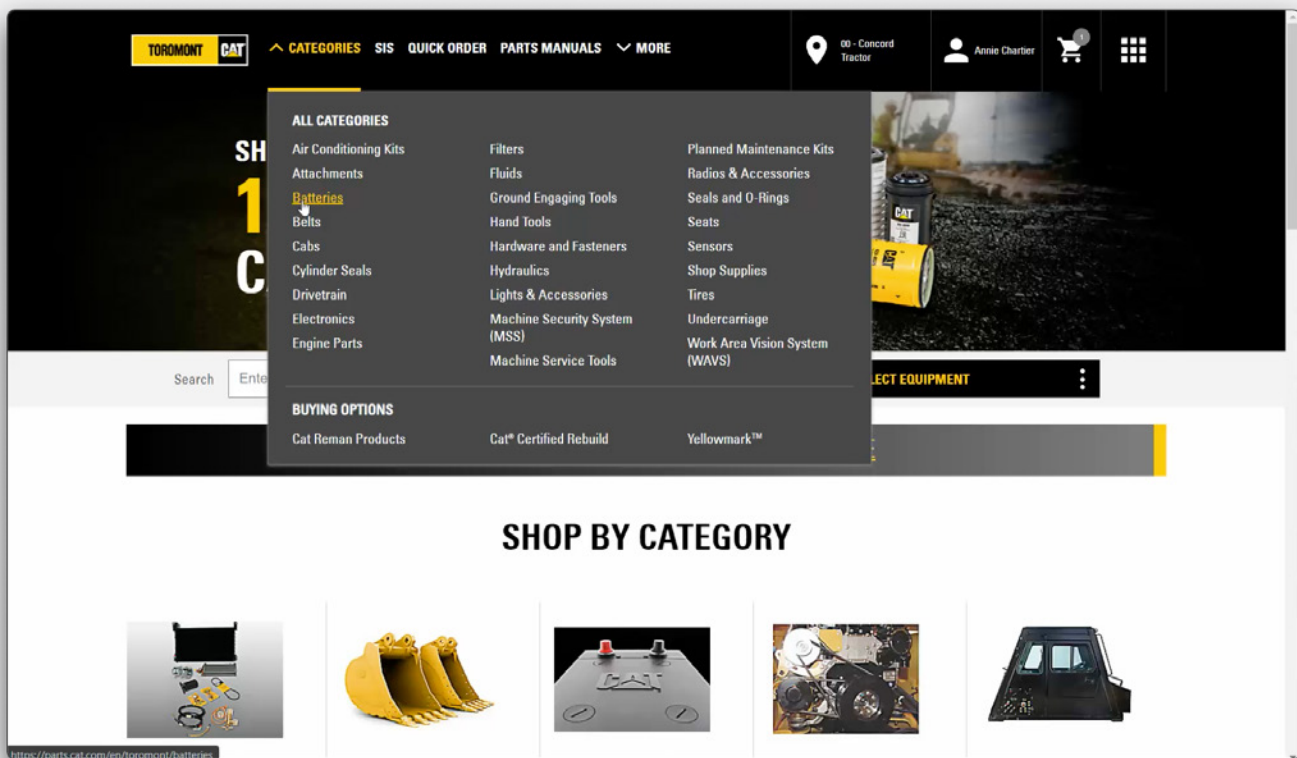 TOROMONT CAT
CATEGORIES SIS QUICK ORDER PARTS MANUALS MORE
00 - Concord
Tractor
Annie Chartier
1
SH
1
C
ALL CATEGORIES
Air Conditioning Kits
Attachments
Batteries
Belts
Cabs
Cylinder Seals
Drivetrain
Electronics
Engine Parts
Filters
Fluids
Ground Engaging Tools
Hand Tools
Hardware and Fasteners
Hydraulics
Lights & Accessories
Machine Security System
(MSS)
Machine Service Tools
Planned Maintenance Kits
Radios & Accessories
Seals and O-Rings
Seats
Sensors
Shop Supplies
Tires
Undercarriage
Work Area Vision System
(WAVS)
BUYING OPTIONS
Cat Reman Products
Cat® Certified Rebuild
Yellowmark™
CAT
CAT
Search
Ente
LECT EQUIPMENT
SHOP BY CATEGORY
CAT
https://parts.cat.com/en/toromont/batteries